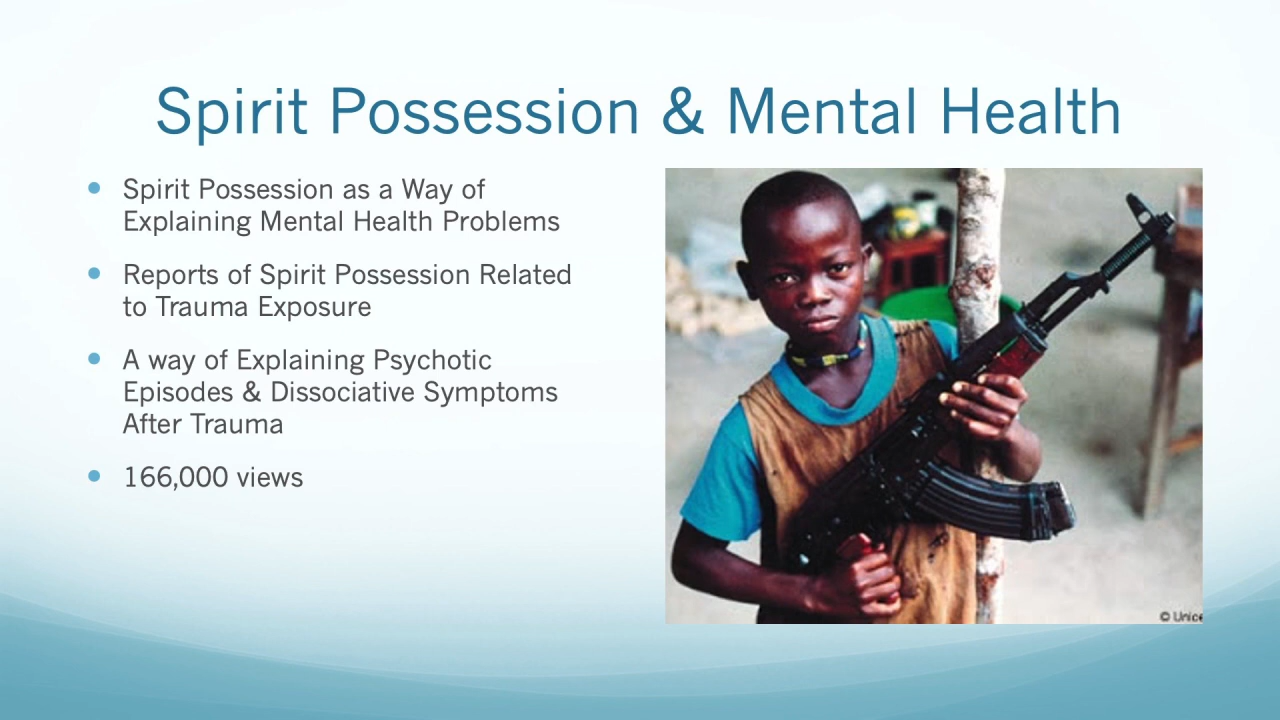 Spirit Possession & Mental Health
Spirit Possession as a Way of
Explaining Mental Health Problems
Reports of Spirit Possession Related
to Trauma Exposure
A way of Explaining Psychotic
Episodes & Dissociative Symptoms
After Trauma
166,000 views
© Unice